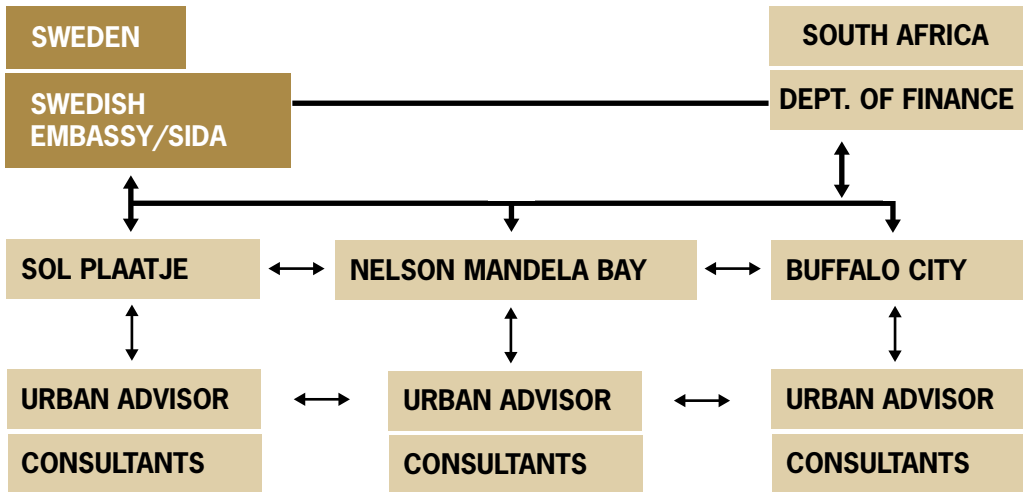 SWEDEN
SOUTH AFRICA
SWEDISH
EMBASSY/SIDA
DEPT. OF FINANCE
SOL PLAATJE
NELSON MANDELA BAY
BUFFALO CITY
URBAN ADVISOR
URBAN ADVISOR
URBAN ADVISOR
CONSULTANTS
CONSULTANTS
CONSULTANTS